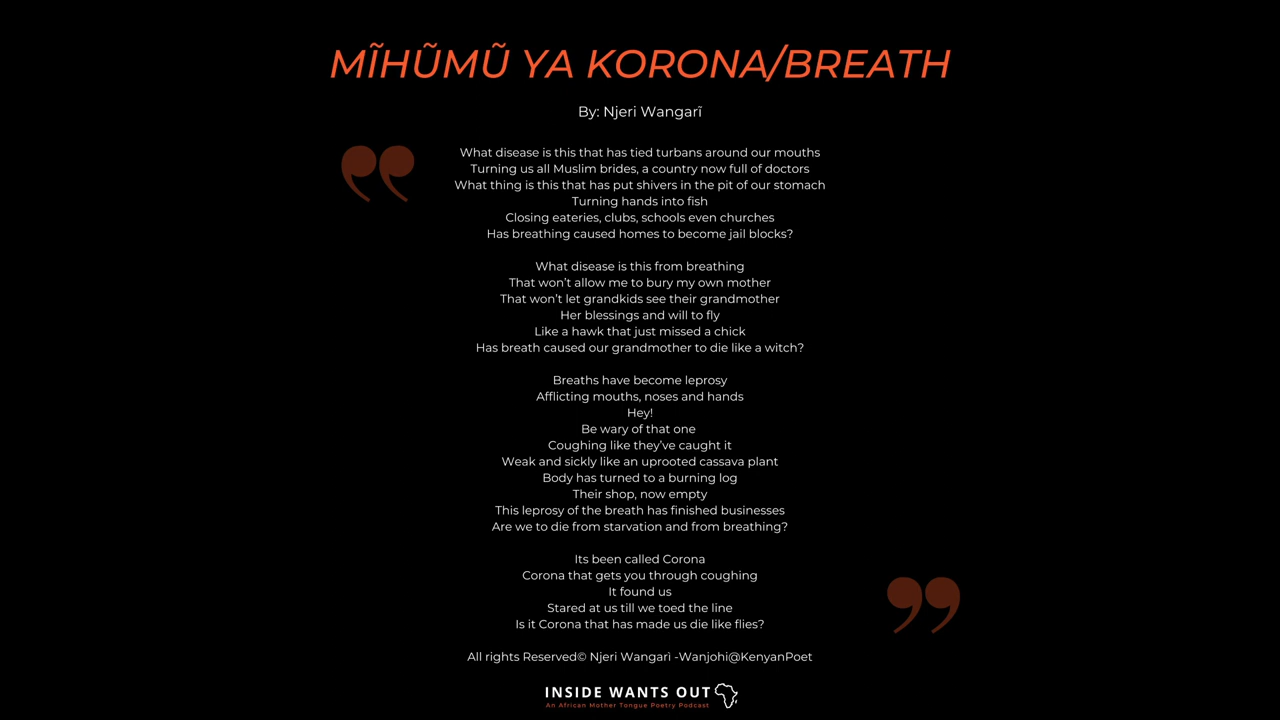 MĨHŨMŨ YA KORONA/BREATH
By: Njeri Wangarĩ
What disease is this that has tied turbans around our mouths
Turning us all Muslim brides, a country now full of doctors
What thing is this that has put shivers in the pit of our stomach
Turning hands into fish
Closing eateries, clubs, schools even churches
Has breathing caused homes to become jail blocks?
What disease is this from breathing
That won't allow me to bury my own mother
That won't let grandkids see their grandmother
Her blessings and will to fly
Like a hawk that just missed a chick
Has breath caused our grandmother to die like a witch?
Breaths have become leprosy
Afflicting mouths, noses and hands
Hey!
Be wary of that one
Coughing like they've caught it
Weak and sickly like an uprooted cassava plant
Body has turned to a burning log
Their shop, now empty
This leprosy of the breath has finished businesses
Are we to die from starvation and from breathing?
Its been called Corona
Corona that gets you through coughing
It found us
Stared at us till we toed the line
Is it Corona that has made us die like flies?
All rights Reserved© Njeri Wangarì -Wanjohi@KenyanPoet
INSIDE WANTS OUT
An African Mother Tongue Poetry Podcast